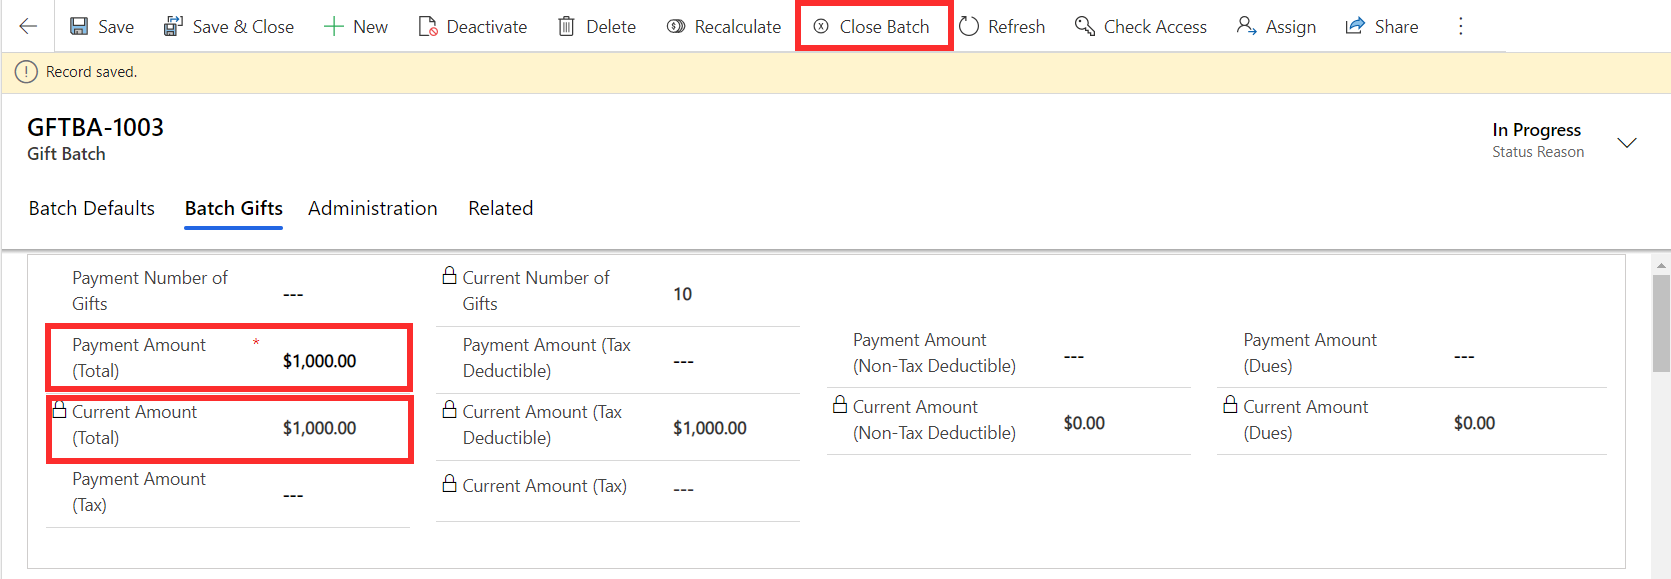 Save Save & Close New Deactivate Delete Recalculate Close Batch Refresh Check Access Assign Share
Record saved.
GFTBA-1003
Gift Batch
In Progress
Status Reason
Batch Defaults Batch Gifts Administration Related
Payment Number of
Gifts
---
Current Number of
Gifts
10
Payment Amount
(Total)
*
$1,000.00
Payment Amount (Tax
Deductible)
---
Payment Amount
(Non-Tax Deductible)
---
Payment Amount
(Dues)
---
Current Amount
(Total)
$1,000.00
Current Amount (Tax
Deductible)
$1,000.00
Current Amount
(Non-Tax Deductible)
$0.00
Current Amount
(Dues)
$0.00
Payment Amount
(Tax)
---
Current Amount (Tax)
---